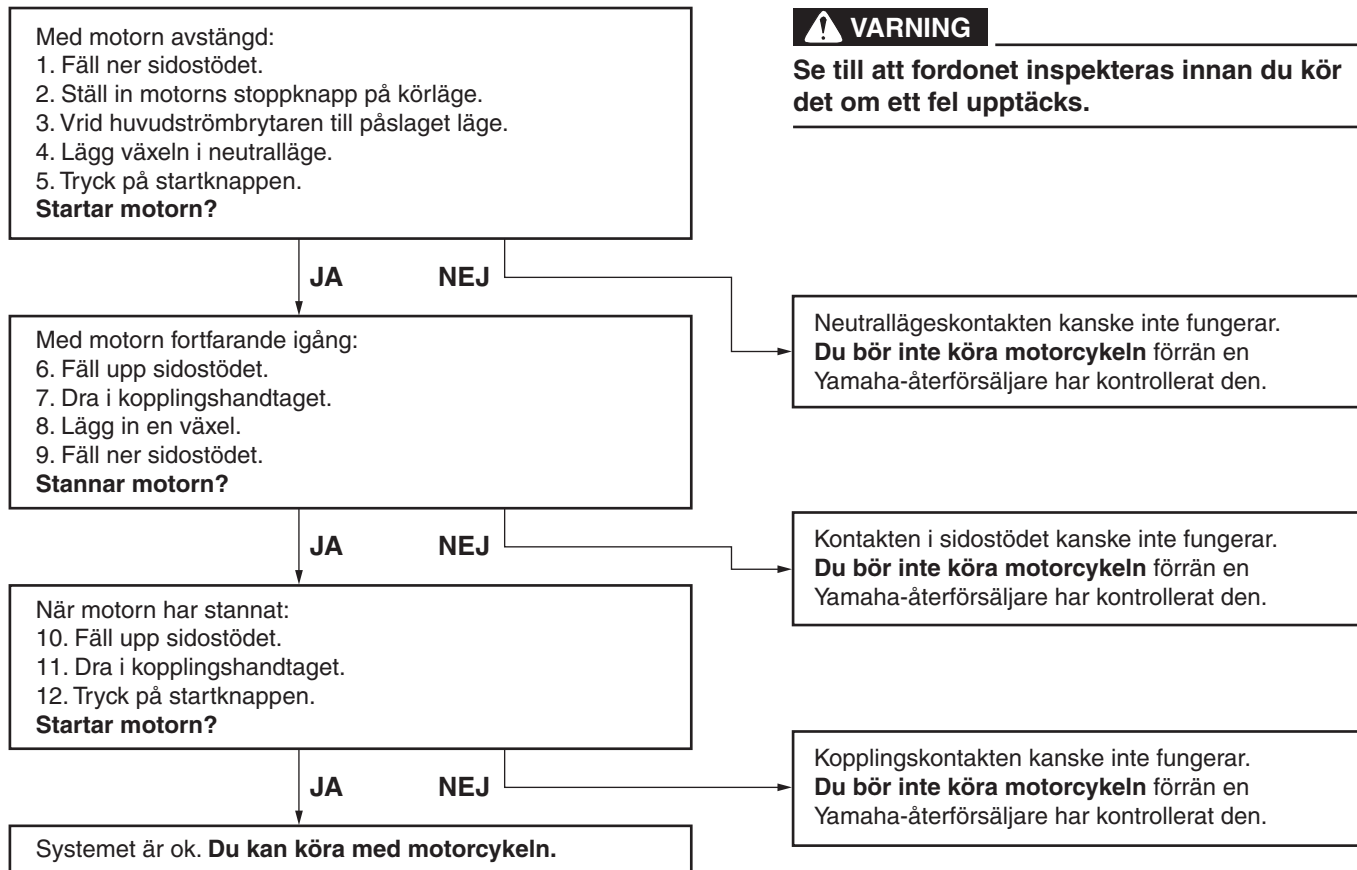 Med motorn avstängd:
1. Fäll ner sidostödet.
2. Ställ in motorns stoppknapp på körläge.
3. Vrid huvudströmbrytaren till påslaget läge.
4. Lägg växeln i neutralläge.
5. Tryck på startknappen.
Startar motorn?
VARNING
Se till att fordonet inspekteras innan du kör
det om ett fel upptäcks.
JA NEJ
Neutrallägeskontakten kanske inte fungerar.
Du bör inte köra motorcykeln förrän en
Yamaha-återförsäljare har kontrollerat den.
Med motorn fortfarande igång:
6. Fäll upp sidostödet.
7. Dra i kopplingshandtaget.
8. Lägg in en växel.
9. Fäll ner sidostödet.
Stannar motorn?
JA NEJ
Kontakten i sidostödet kanske inte fungerar.
Du bör inte köra motorcykeln förrän en
Yamaha-återförsäljare har kontrollerat den.
När motorn har stannat:
10. Fäll upp sidostödet.
11. Dra i kopplingshandtaget.
12. Tryck på startknappen.
Startar motorn?
JA NEJ
Kopplingskontakten kanske inte fungerar.
Du bör inte köra motorcykeln förrän en
Yamaha-återförsäljare har kontrollerat den.
Systemet är ok. Du kan köra med motorcykeln.